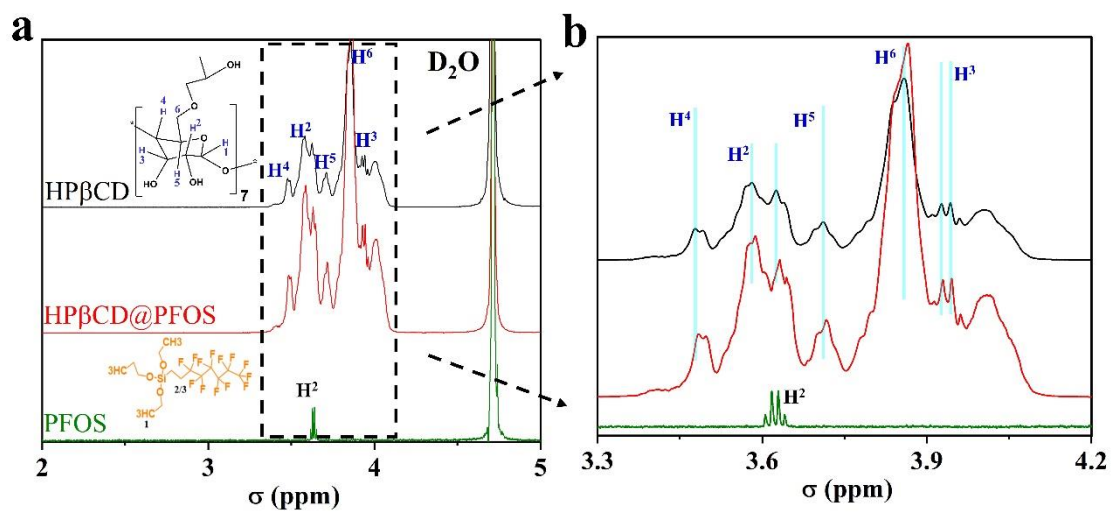 a
D₂O
H⁶
H²
H³
H⁴
H⁵
OH
O
4
6
H
H
2
O
H
1
H
3
H
O
HO
OH
5
7
HPβCD
HPβCD@PFOS
CH3
3HC
O
O
Si
O
F F F F F F
F F F F F F F
2/3
3HC
1
PFOS
H²
2 3 4 5
σ (ppm)
b
H⁶
H³
H⁴
H⁵
H²
H²
3.3 3.6 3.9 4.2
σ (ppm)